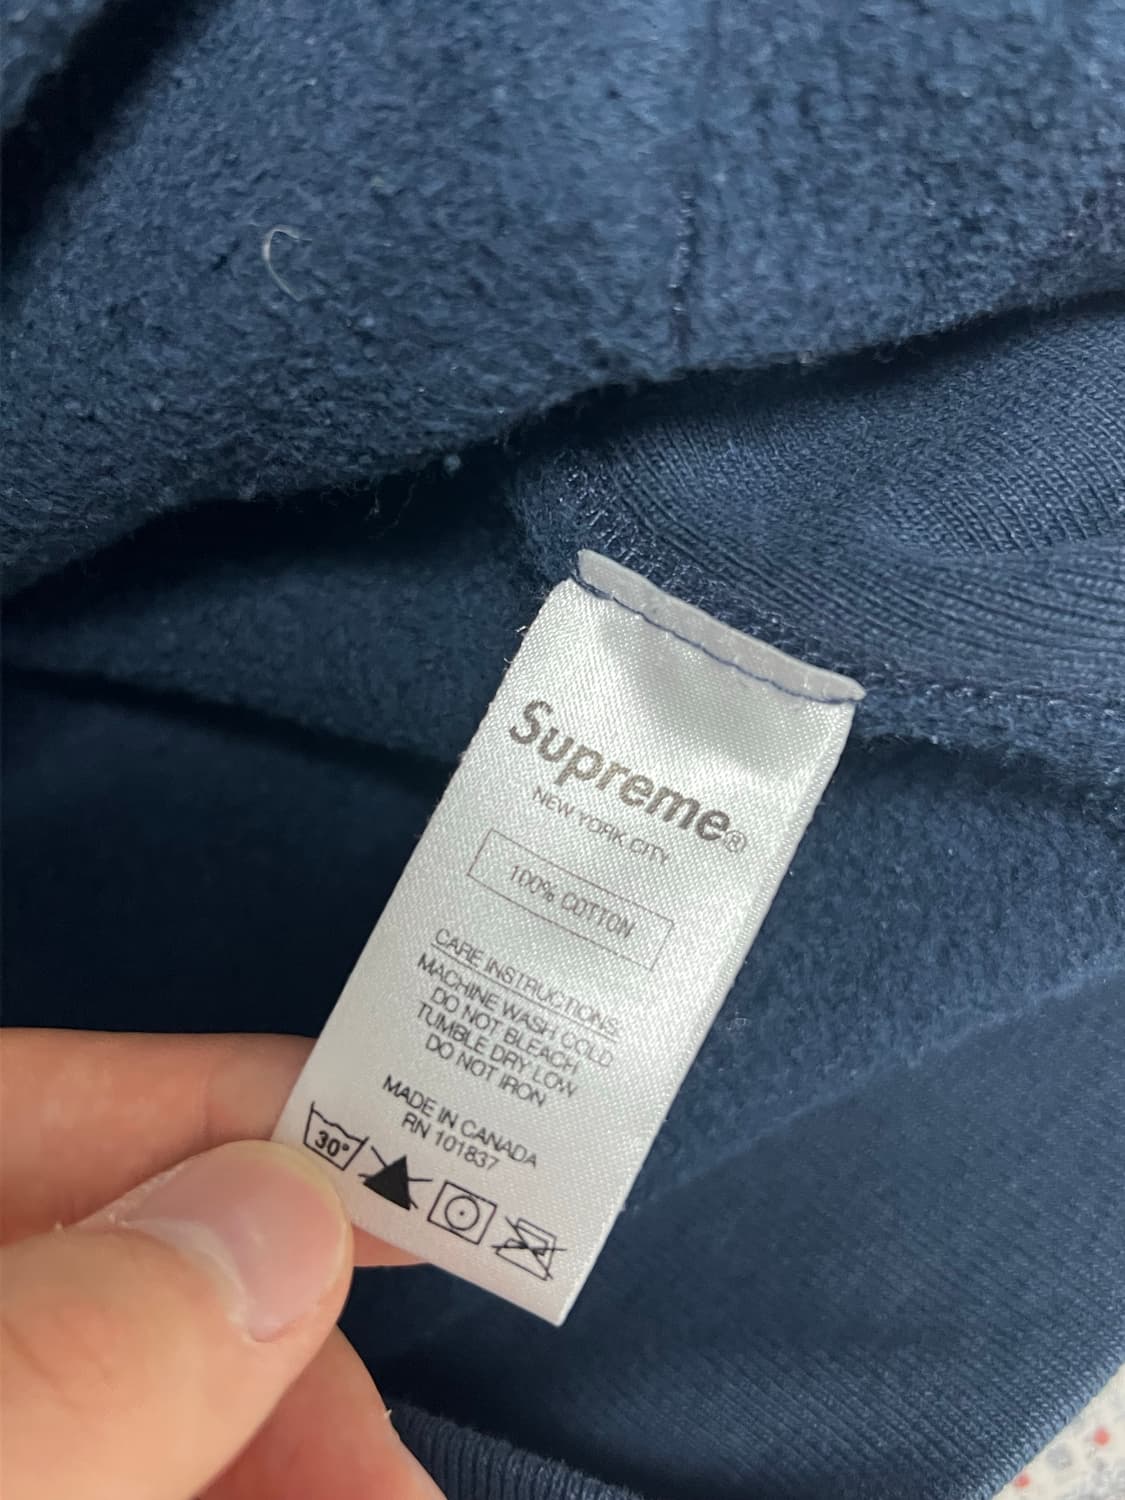 Supreme®
NEW YORK CITY
100% COTTON
CARE INSTRUCTIONS:
MACHINE WASH COLD
DO NOT BLEACH
TUMBLE DRY LOW
DO NOT IRON
MADE IN CANADA
RN 101837
30°